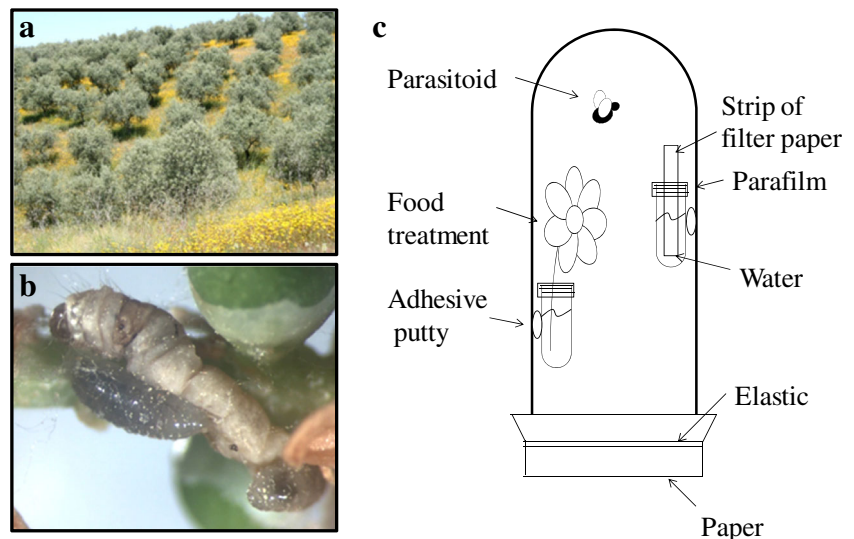 a
b
c
Parasitoid
Strip of
filter paper
Parafilm
Food
treatment
Water
Adhesive
putty
Elastic
Paper